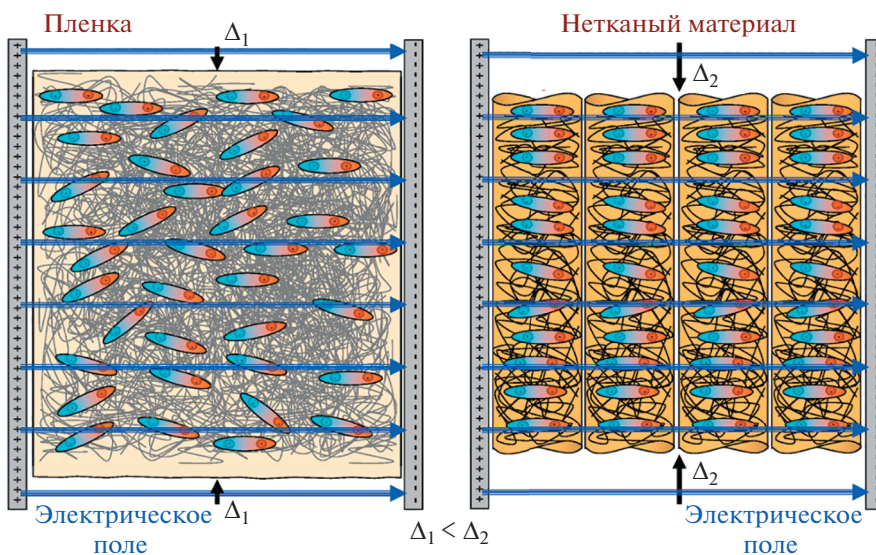 Пленка
Δ1
Δ1
Электрическое
поле
Нетканый материал
Δ2
Δ2
Δ1 < Δ2
Электрическое
поле